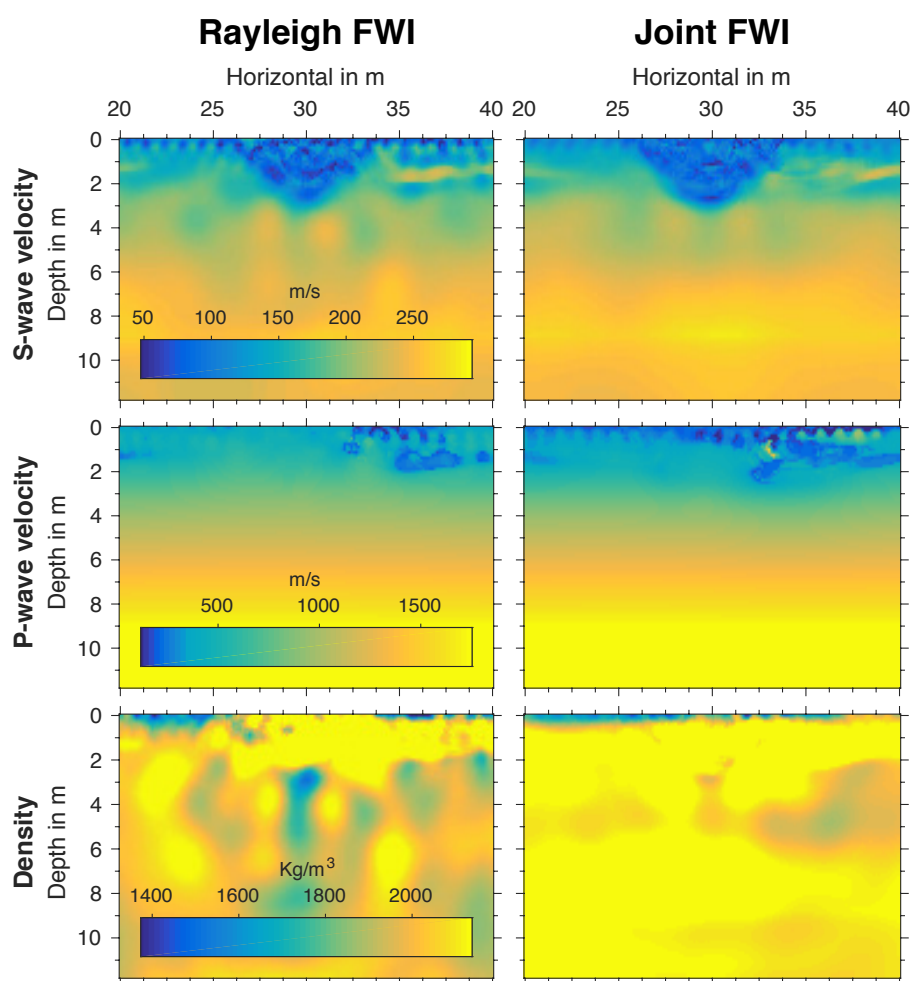 Rayleigh FWI Joint FWI
Horizontal in m Horizontal in m
20 25 30 35 40 20 25 30 35 40
S-wave velocity
Depth in m
0
2
4
6
8
10
m/s
50 100 150 200 250
P-wave velocity
Depth in m
0
2
4
6
8
10
m/s
500 1000 1500
Density
Depth in m
0
2
4
6
8
10
Kg/m³
1400 1600 1800 2000